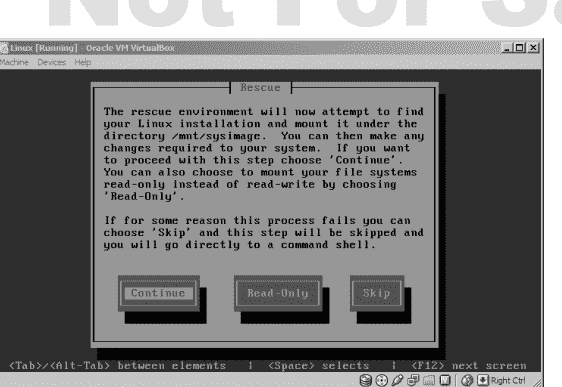 Not For Sa
Linux [Running] - Oracle VM VirtualBox
Machine Devices Help
Rescue
The rescue environment will now attempt to find
your Linux installation and mount it under the
directory /mnt/sysimage. You can then make any
changes required to your system. If you want
to proceed with this step choose 'Continue'.
You can also choose to mount your file systems
read-only instead of read-write by choosing
'Read-Only'.
If for some reason this process fails you can
choose 'Skip' and this step will be skipped and
you will go directly to a command shell.
Continue Read-Only Skip
<Tab>/<Alt-Tab> between elements | <Space> selects | <F12> next screen
Right Ctrl